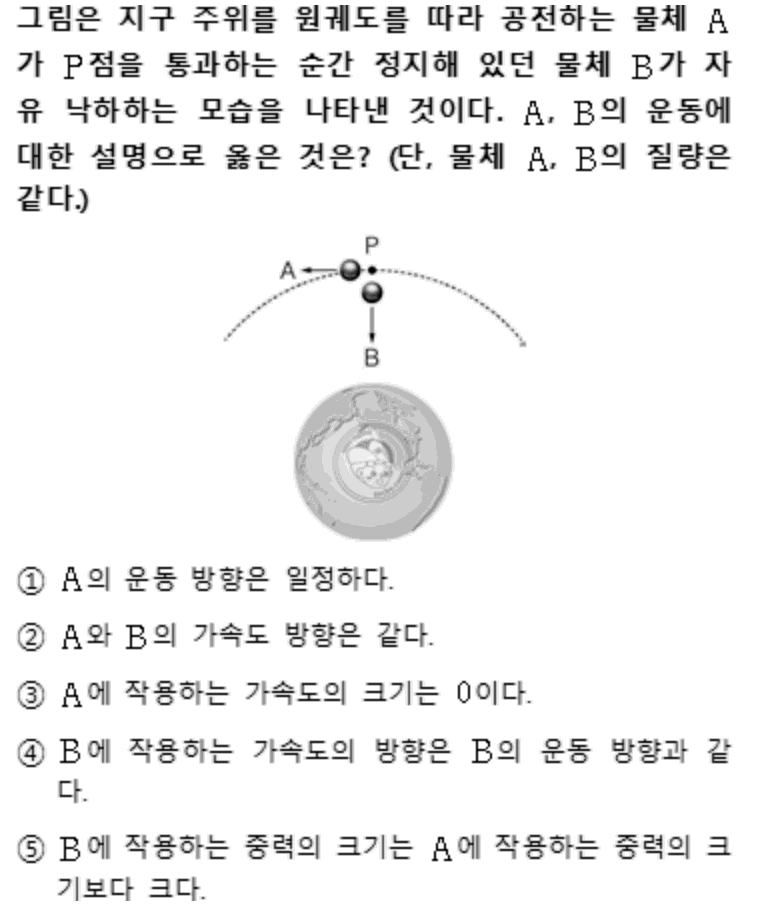 그림은 지구 주위를 원궤도를 따라 공전하는 물체 A
가 P점을 통과하는 순간 정지해 있던 물체 B가 자
유 낙하하는 모습을 나타낸 것이다. A, B의 운동에
대한 설명으로 옳은 것은? (단, 물체 A, B의 질량은
같다.)
P
A
B
① A의 운동 방향은 일정하다.
② A와 B의 가속도 방향은 같다.
③ A에 작용하는 가속도의 크기는 0이다.
④ B에 작용하는 가속도의 방향은 B의 운동 방향과 같
다.
⑤ B에 작용하는 중력의 크기는 A에 작용하는 중력의 크
기보다 크다.